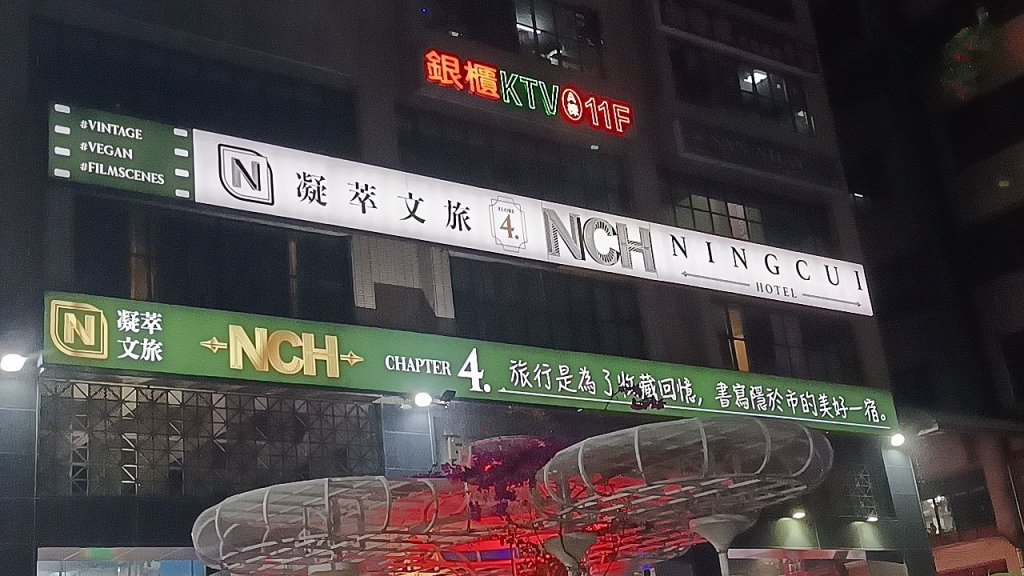 銀櫃KTV 11F
#VINTAGE
#VEGAN
#FILMSCENES
N 凝萃文旅 4. NCH NINGCUI
HOTEL
N 凝萃
文旅
NCH CHAPTER 4. 旅行是為了收藏回憶,書寫隱於市的美好一宿。